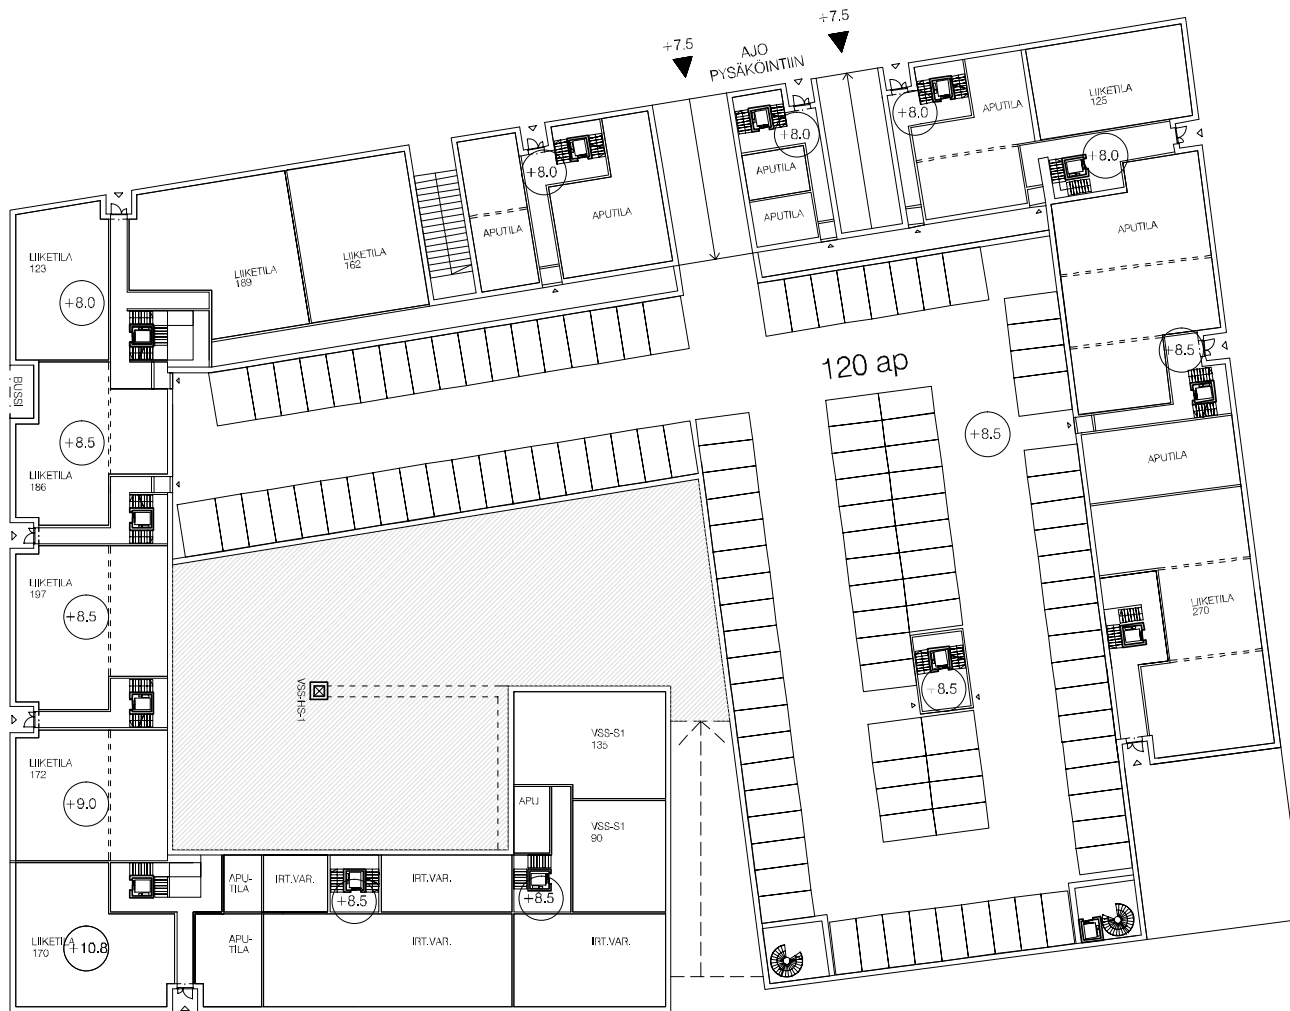 +7.5
+7.5
AJO
PYSÄKÖINTIIN
LIIKETILA
125
APUTILA
+8.0
+8.0
+8.0
+8.0
APUTILA
APUTILA
APUTILA
APUTILA
APUTILA
LIIKETILA
123
LIIKETILA
189
LIIKETILA
162
+8.0
+8.5
120 ap
BUSSI
+8.5
+8.5
LIIKETILA
186
APUTILA
LIIKETILA
197
+8.5
LIIKETILA
270
+8.5
VSS-HS-1
VSS-S1
135
LIIKETILA
172
+9.0
APU
VSS-S1
90
APU-
TILA
IRT.VAR.
IRT.VAR.
+8.5
+8.5
LIIKETILA
170
+10.8
APU-
TILA
IRT.VAR.
IRT.VAR.